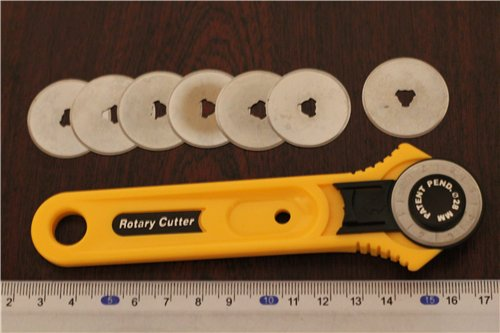 Rotary Cutter
PATENT PEND. Ø28 MM
2 3 4 5 6 7 8 9 10 11 12 13 14 15 16 17